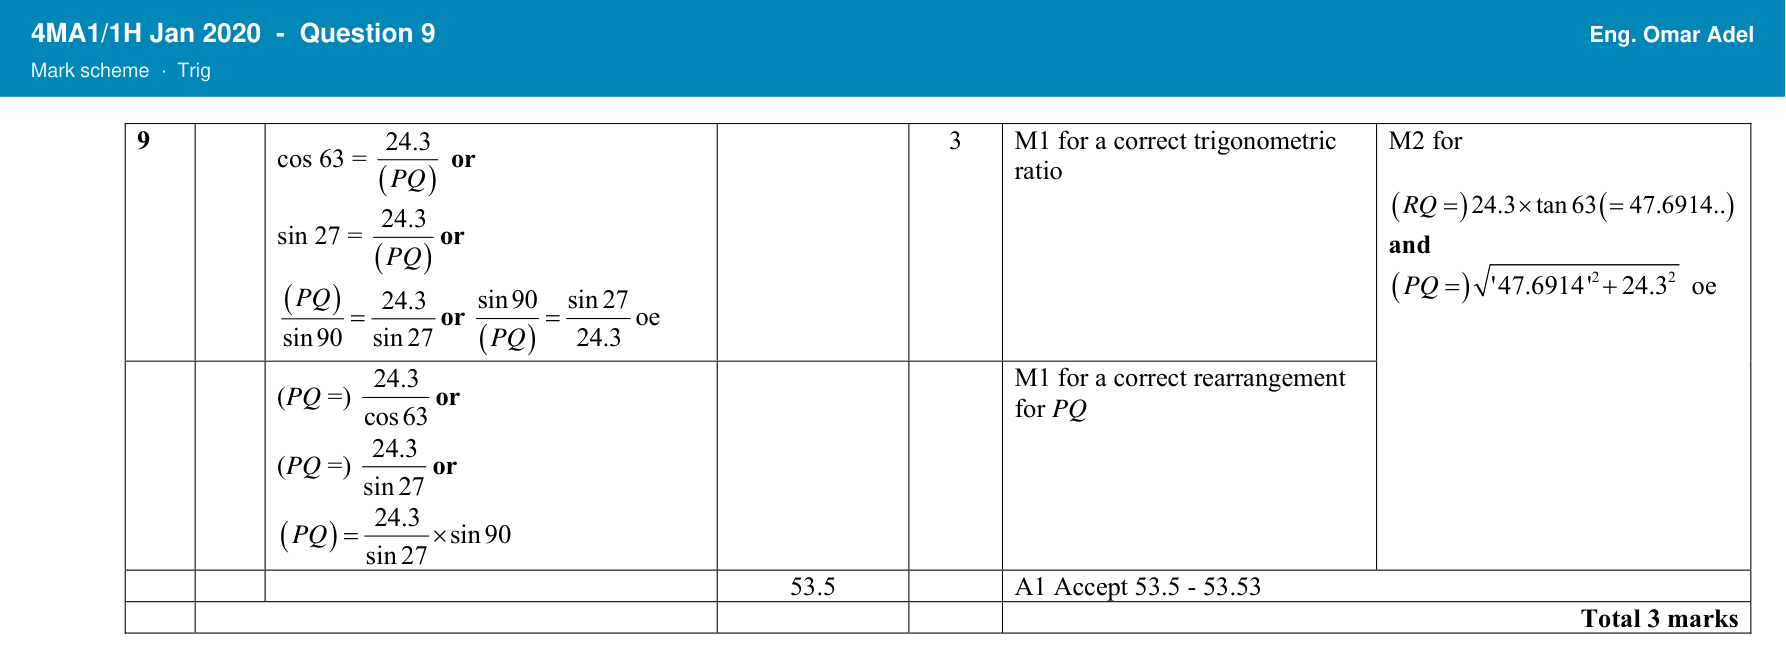 4MA1/1H Jan 2020 - Question 9
Eng. Omar Adel
Mark scheme · Trig
9
cos 63 = 24.3/(PQ) or
sin 27 = 24.3/(PQ) or
(PQ)/sin 90 = 24.3/sin 27 or sin 90/(PQ) = sin 27/24.3 oe
3
M1 for a correct trigonometric
ratio
M2 for
(RQ =)24.3×tan 63(= 47.6914..)
and
(PQ =)√('47.6914'² + 24.3²) oe
(PQ =) 24.3/cos 63 or
(PQ =) 24.3/sin 27 or
(PQ) = 24.3/sin 27 × sin 90
M1 for a correct rearrangement
for PQ
53.5
A1 Accept 53.5 - 53.53
Total 3 marks